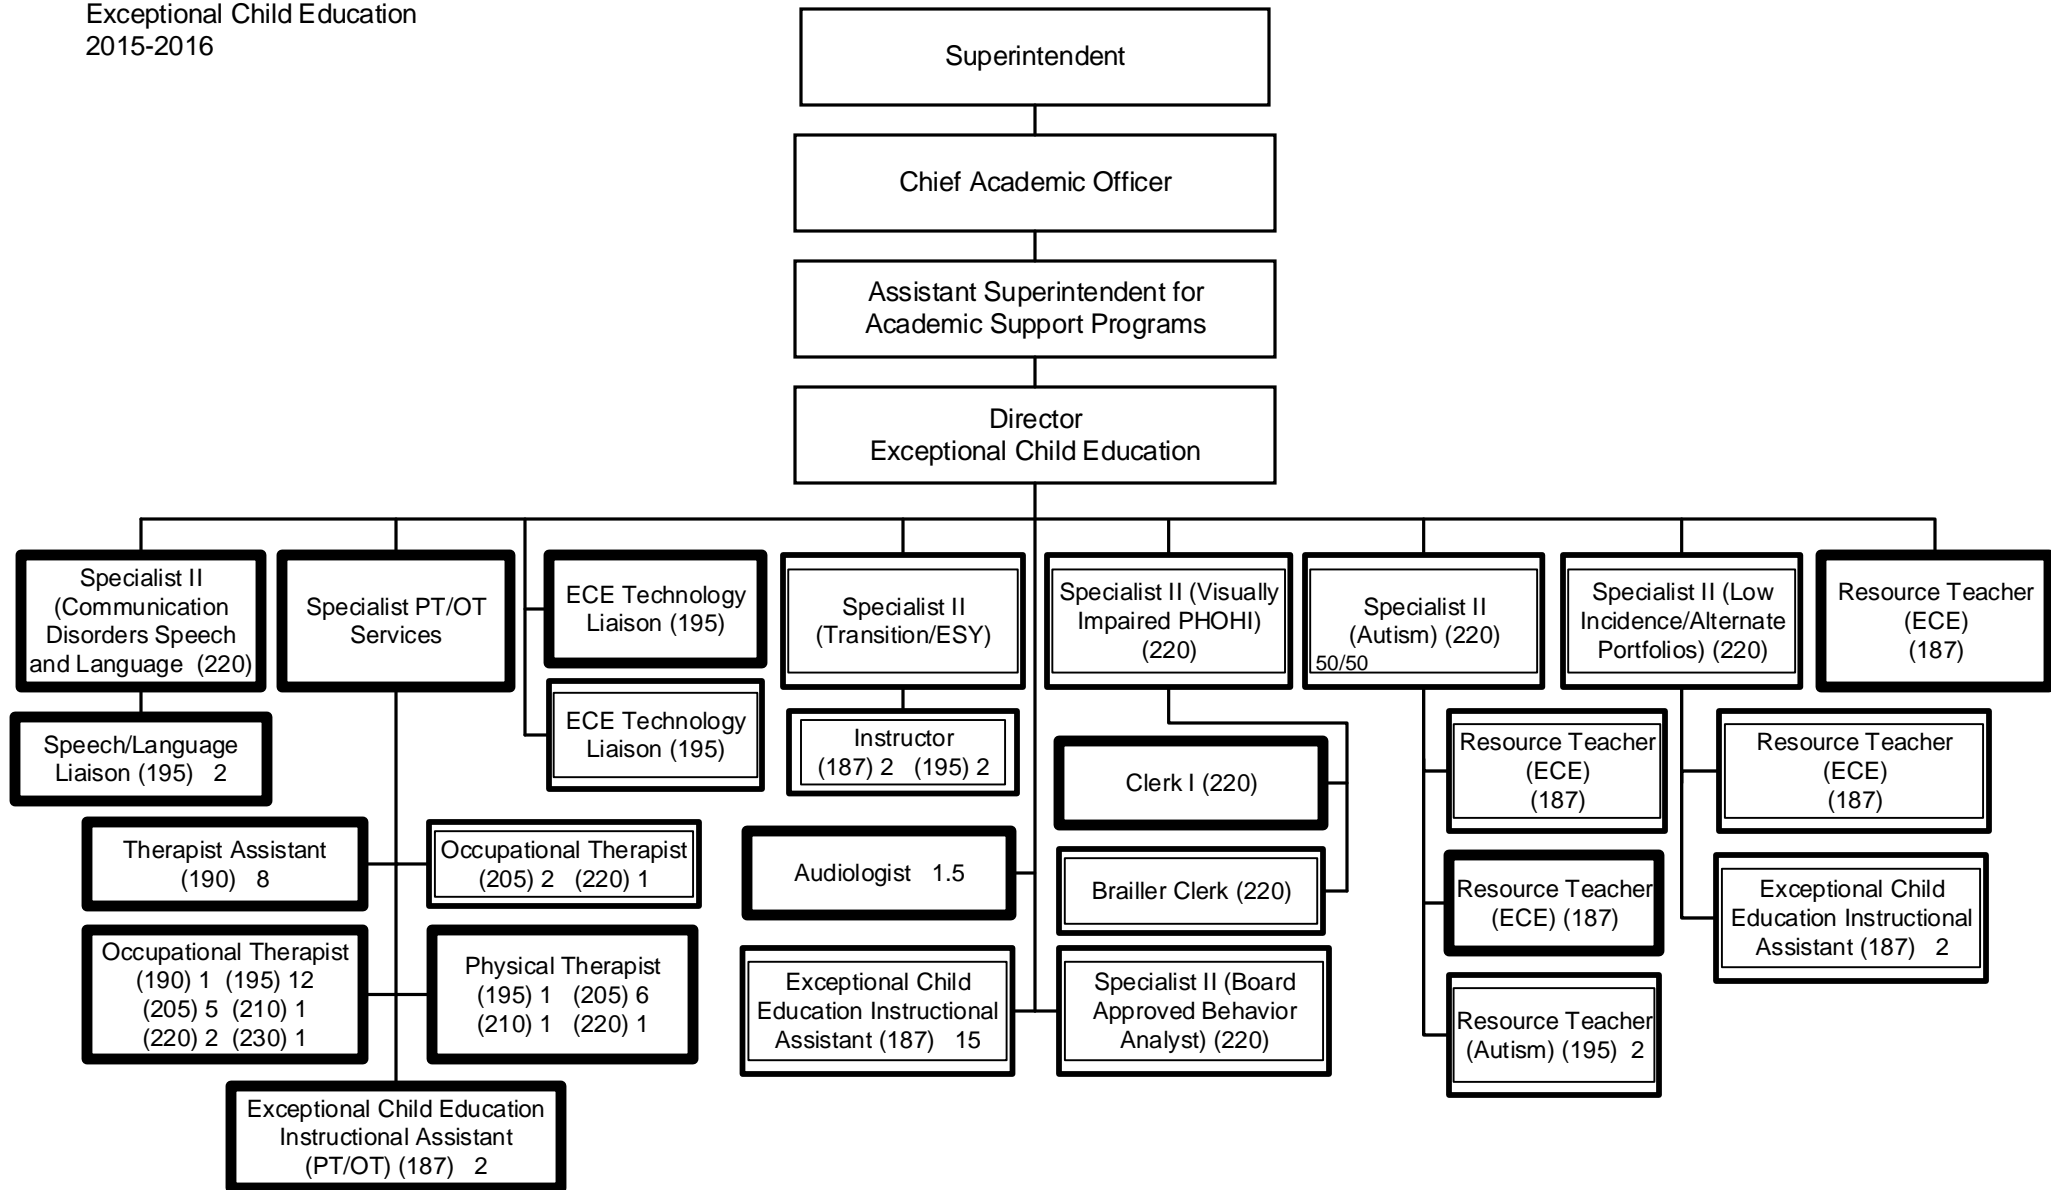 Exceptional Child Education
2015-2016
Superintendent
Chief Academic Officer
Assistant Superintendent for
Academic Support Programs
Director
Exceptional Child Education
Specialist II
(Communication
Disorders Speech
and Language (220)
Specialist PT/OT
Services
ECE Technology
Liaison (195)
ECE Technology
Liaison (195)
Specialist II
(Transition/ESY)
Specialist II (Visually
Impaired PHOHI)
(220)
Specialist II
(Autism) (220)
50/50
Specialist II (Low
Incidence/Alternate
Portfolios) (220)
Resource Teacher
(ECE)
(187)
Speech/Language
Liaison (195) 2
Instructor
(187) 2 (195) 2
Clerk I (220)
Resource Teacher
(ECE)
(187)
Resource Teacher
(ECE)
(187)
Therapist Assistant
(190) 8
Occupational Therapist
(205) 2 (220) 1
Audiologist 1.5
Brailler Clerk (220)
Resource Teacher
(ECE) (187)
Exceptional Child
Education Instructional
Assistant (187) 2
Occupational Therapist
(190) 1 (195) 12
(205) 5 (210) 1
(220) 2 (230) 1
Physical Therapist
(195) 1 (205) 6
(210) 1 (220) 1
Exceptional Child
Education Instructional
Assistant (187) 15
Specialist II (Board
Approved Behavior
Analyst) (220)
Resource Teacher
(Autism) (195) 2
Exceptional Child Education
Instructional Assistant
(PT/OT) (187) 2